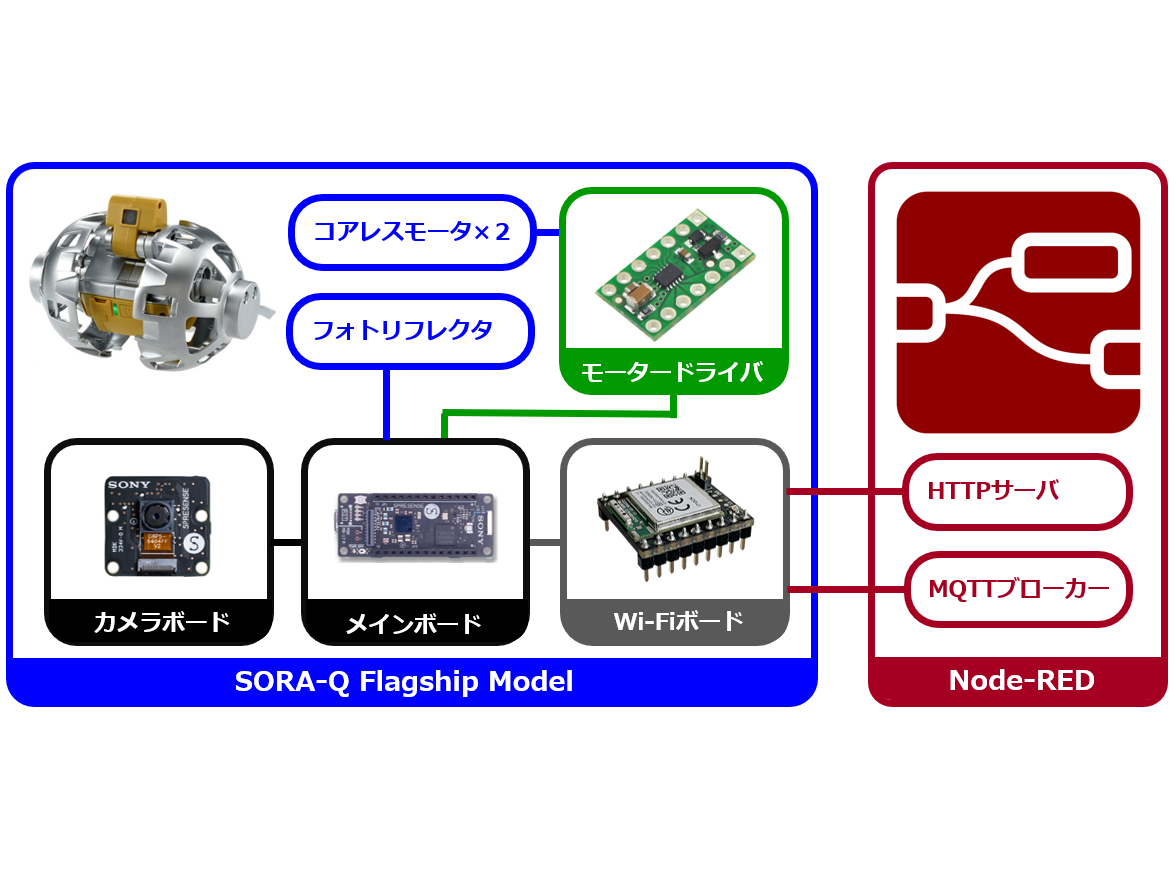 コアレスモータ×２
フォトリフレクタ
モータードライバ
SONY
SPRESENSE
カメラボード
SPRESENSE
SONY
メインボード
Wi-Fiボード
SORA-Q Flagship Model
HTTPサーバ
MQTTブローカー
Node-RED